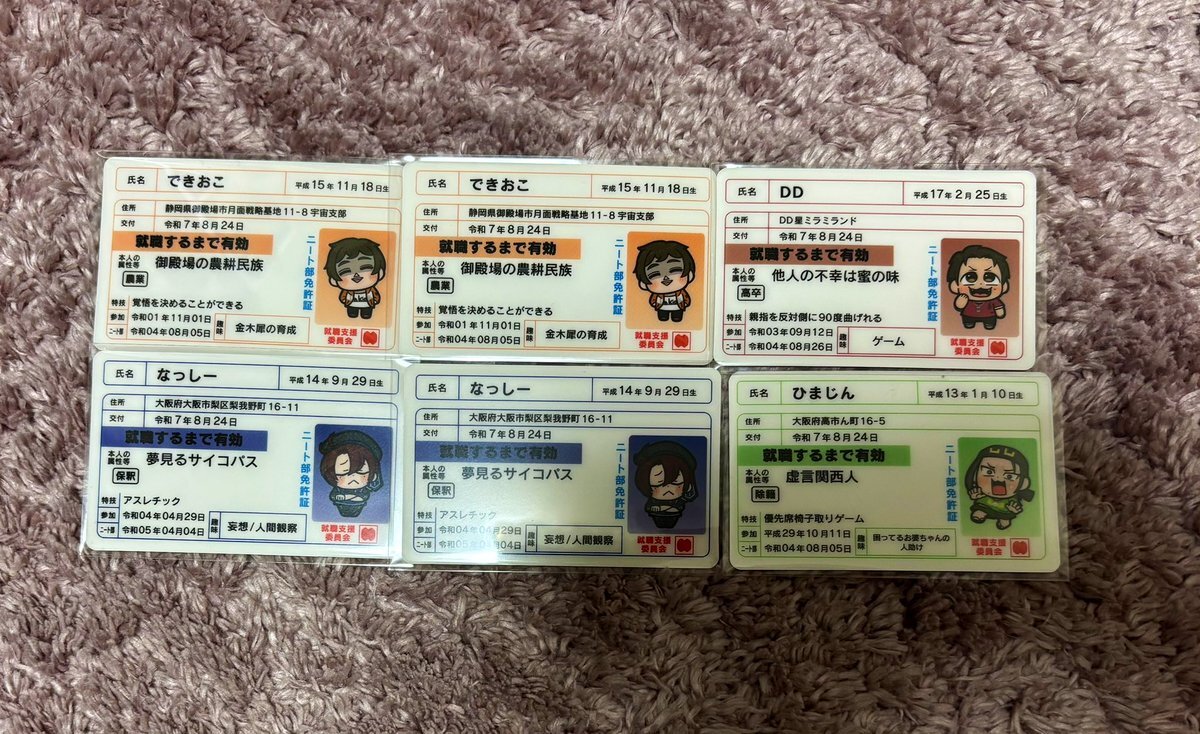 氏名 できおこ 平成15年11月18日生
住所 静岡県御殿場市月面戦略基地11-8 宇宙支部
交付 令和7年8月24日
就職するまで有効
本人の属性等 御殿場の農耕民族
農業
ニート部免許証
特技 覚悟を決めることができる
参加 令和01年11月01日
ニート部 令和04年08月05日
趣味 金木犀の育成
就職支援委員会
氏名 できおこ 平成15年11月18日生
住所 静岡県御殿場市月面戦略基地11-8 宇宙支部
交付 令和7年8月24日
就職するまで有効
本人の属性等 御殿場の農耕民族
農業
ニート部免許証
特技 覚悟を決めることができる
参加 令和01年11月01日
ニート部 令和04年08月05日
趣味 金木犀の育成
就職支援委員会
氏名 DD 平成17年2月25日生
住所 DD星ミラミランド
交付 令和7年8月24日
就職するまで有効
本人の属性等 他人の不幸は蜜の味
高卒
ニート部免許証
特技 親指を反対側に90度曲げれる
参加 令和03年09月12日
ニート部 令和04年08月26日
趣味 ゲーム
就職支援委員会
氏名 なっしー 平成14年9月29日生
住所 大阪府大阪市梨区梨我野町16-11
交付 令和7年8月24日
就職するまで有効
本人の属性等 夢見るサイコパス
保釈
ニート部免許証
特技 アスレチック
参加 令和04年04月29日
ニート部 令和05年04月04日
趣味 妄想/人間観察
就職支援委員会
氏名 なっしー 平成14年9月29日生
住所 大阪府大阪市梨区梨我野町16-11
交付 令和7年8月24日
就職するまで有効
本人の属性等 夢見るサイコパス
保釈
ニート部免許証
特技 アスレチック
参加 令和04年04月29日
ニート部 令和05年04月04日
趣味 妄想/人間観察
就職支援委員会
氏名 ひまじん 平成13年1月10日生
住所 大阪府高市ん町16-5
交付 令和7年8月24日
就職するまで有効
本人の属性等 虚言関西人
除籍
ニート部免許証
特技 優先席椅子取りゲーム
参加 平成29年10月11日
ニート部 令和04年08月05日
趣味 困ってるお婆ちゃんの人助け
就職支援委員会